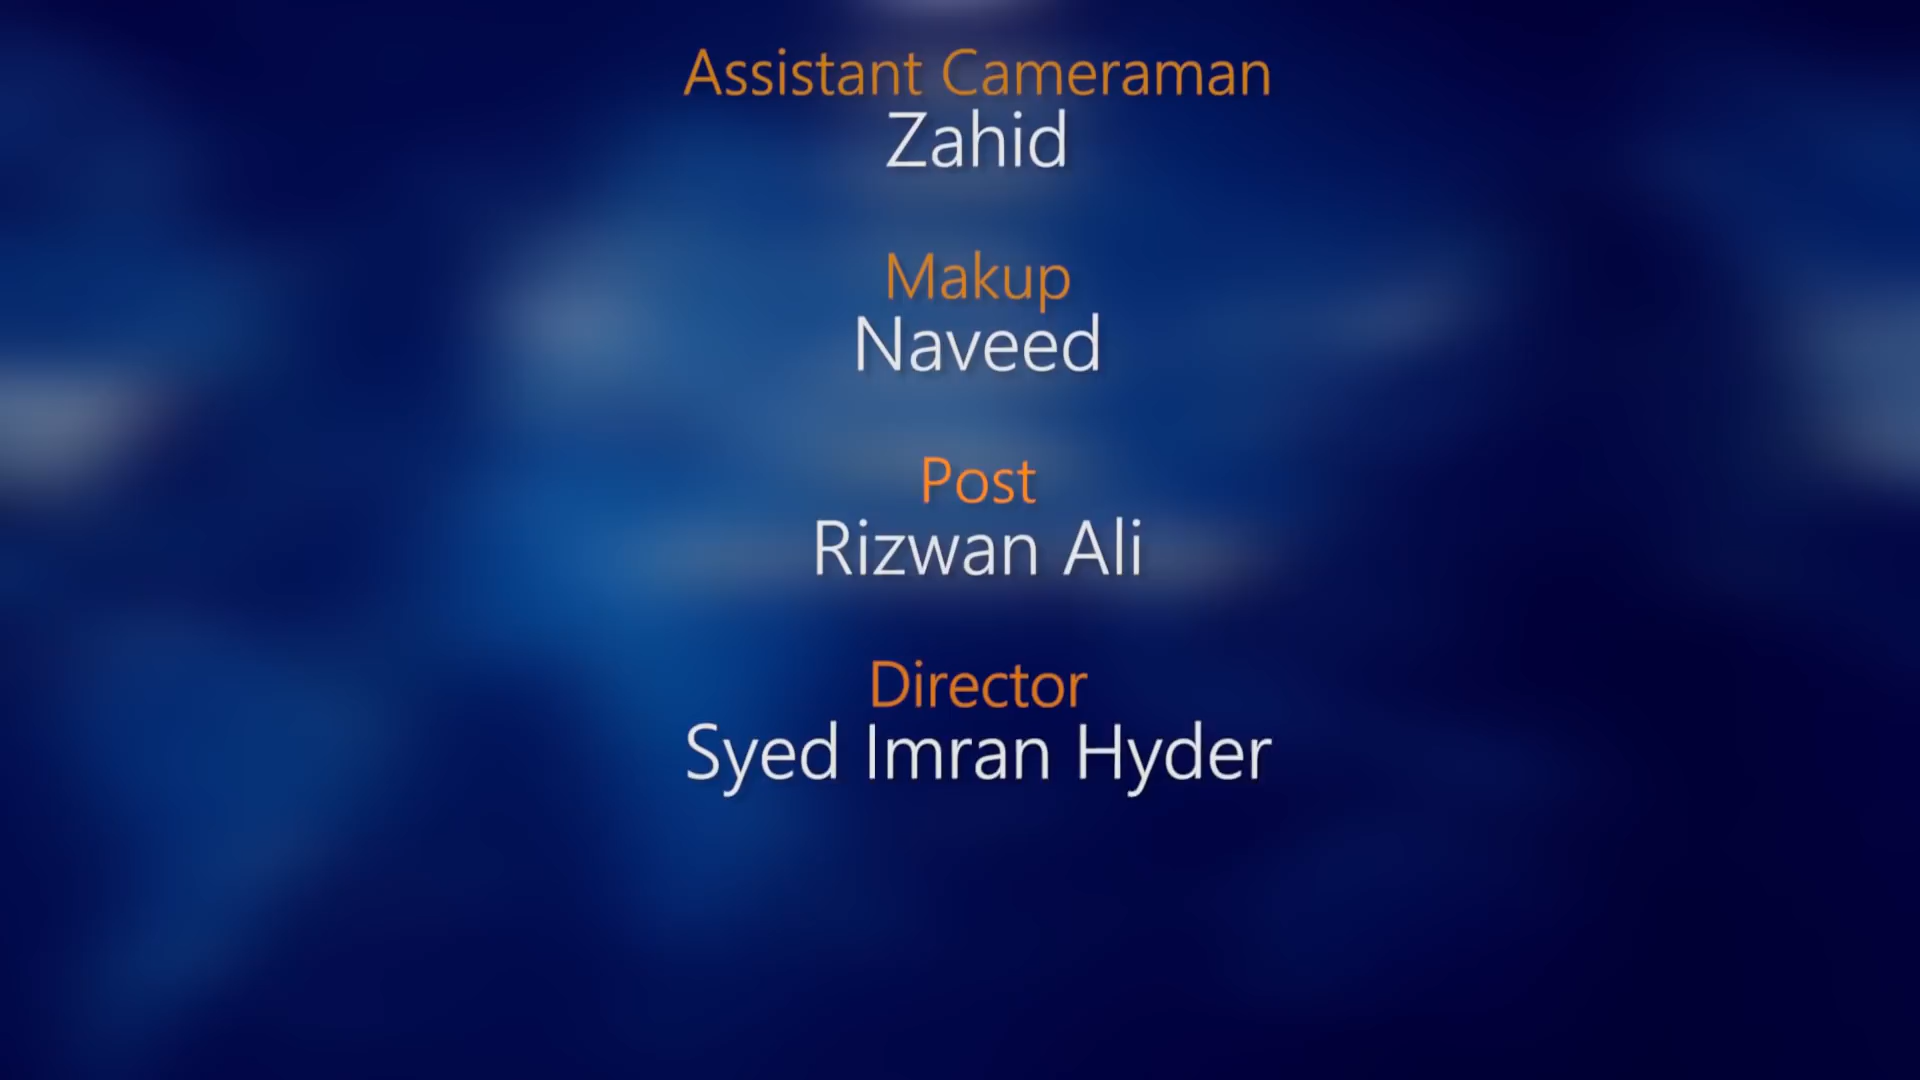 Assistant Cameraman
Zahid
Makup
Naveed
Post
Rizwan Ali
Director
Syed Imran Hyder